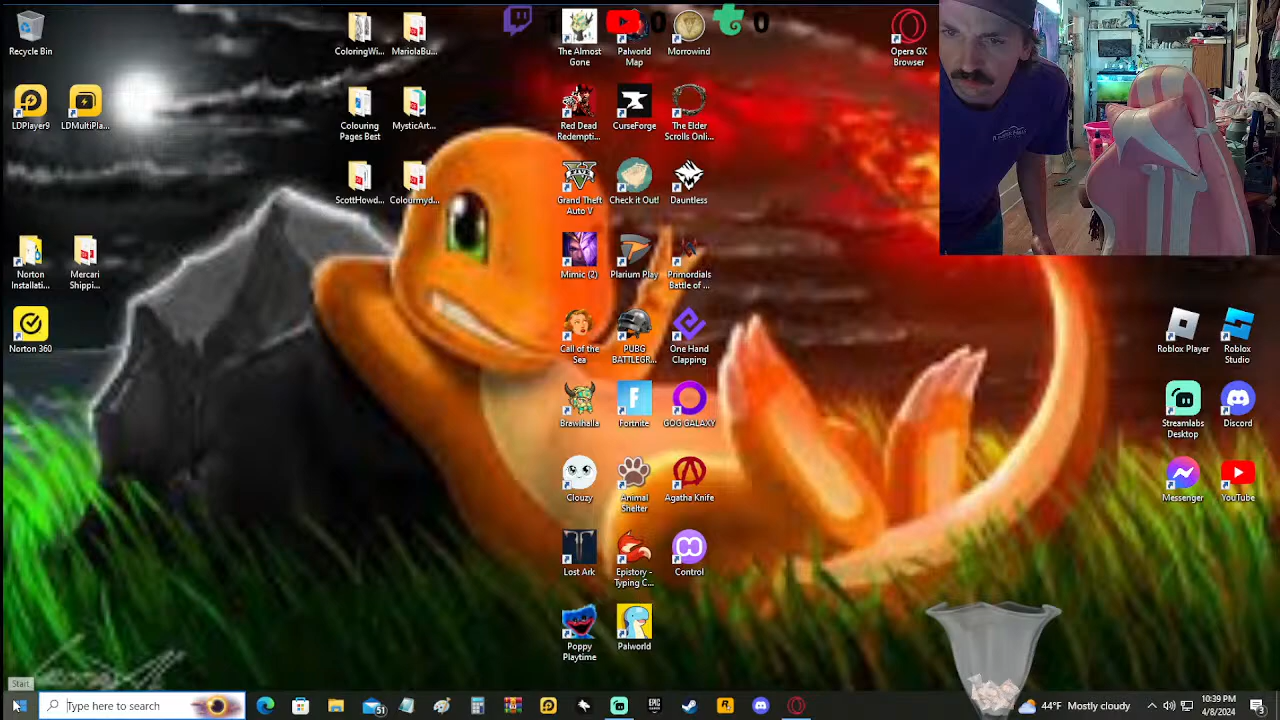 0
0
Recycle Bin
ColoringWi...
MariolaBu...
The Almost
Gone
Palworld
Map
Morrowind
Opera GX
Browser
LDPlayer9
LDMultiPla...
Colouring
Pages Best
MysticArt...
Red Dead
Redempti...
CurseForge
The Elder
Scrolls Onli...
ScottHowd...
Colourmyd...
Grand Theft
Auto V
Check it Out!
Dauntless
Norton
Installati...
Mercari
Shippi...
Mimic (2)
Plarium Play
Primordials
Battle of ...
Norton 360
Call of the
Sea
PUBG
BATTLEGR...
One Hand
Clapping
Roblox Player
Roblox
Studio
Brawlhalla
Fortnite
GOG GALAXY
Streamlabs
Desktop
Discord
Clouzy
Animal
Shelter
Agatha Knife
Messenger
YouTube
Lost Ark
Epistory -
Typing C...
Control
Poppy
Playtime
Palworld
Start
Type here to search
51
44°F Mostly cloudy
10:39 PM
4/8/2024